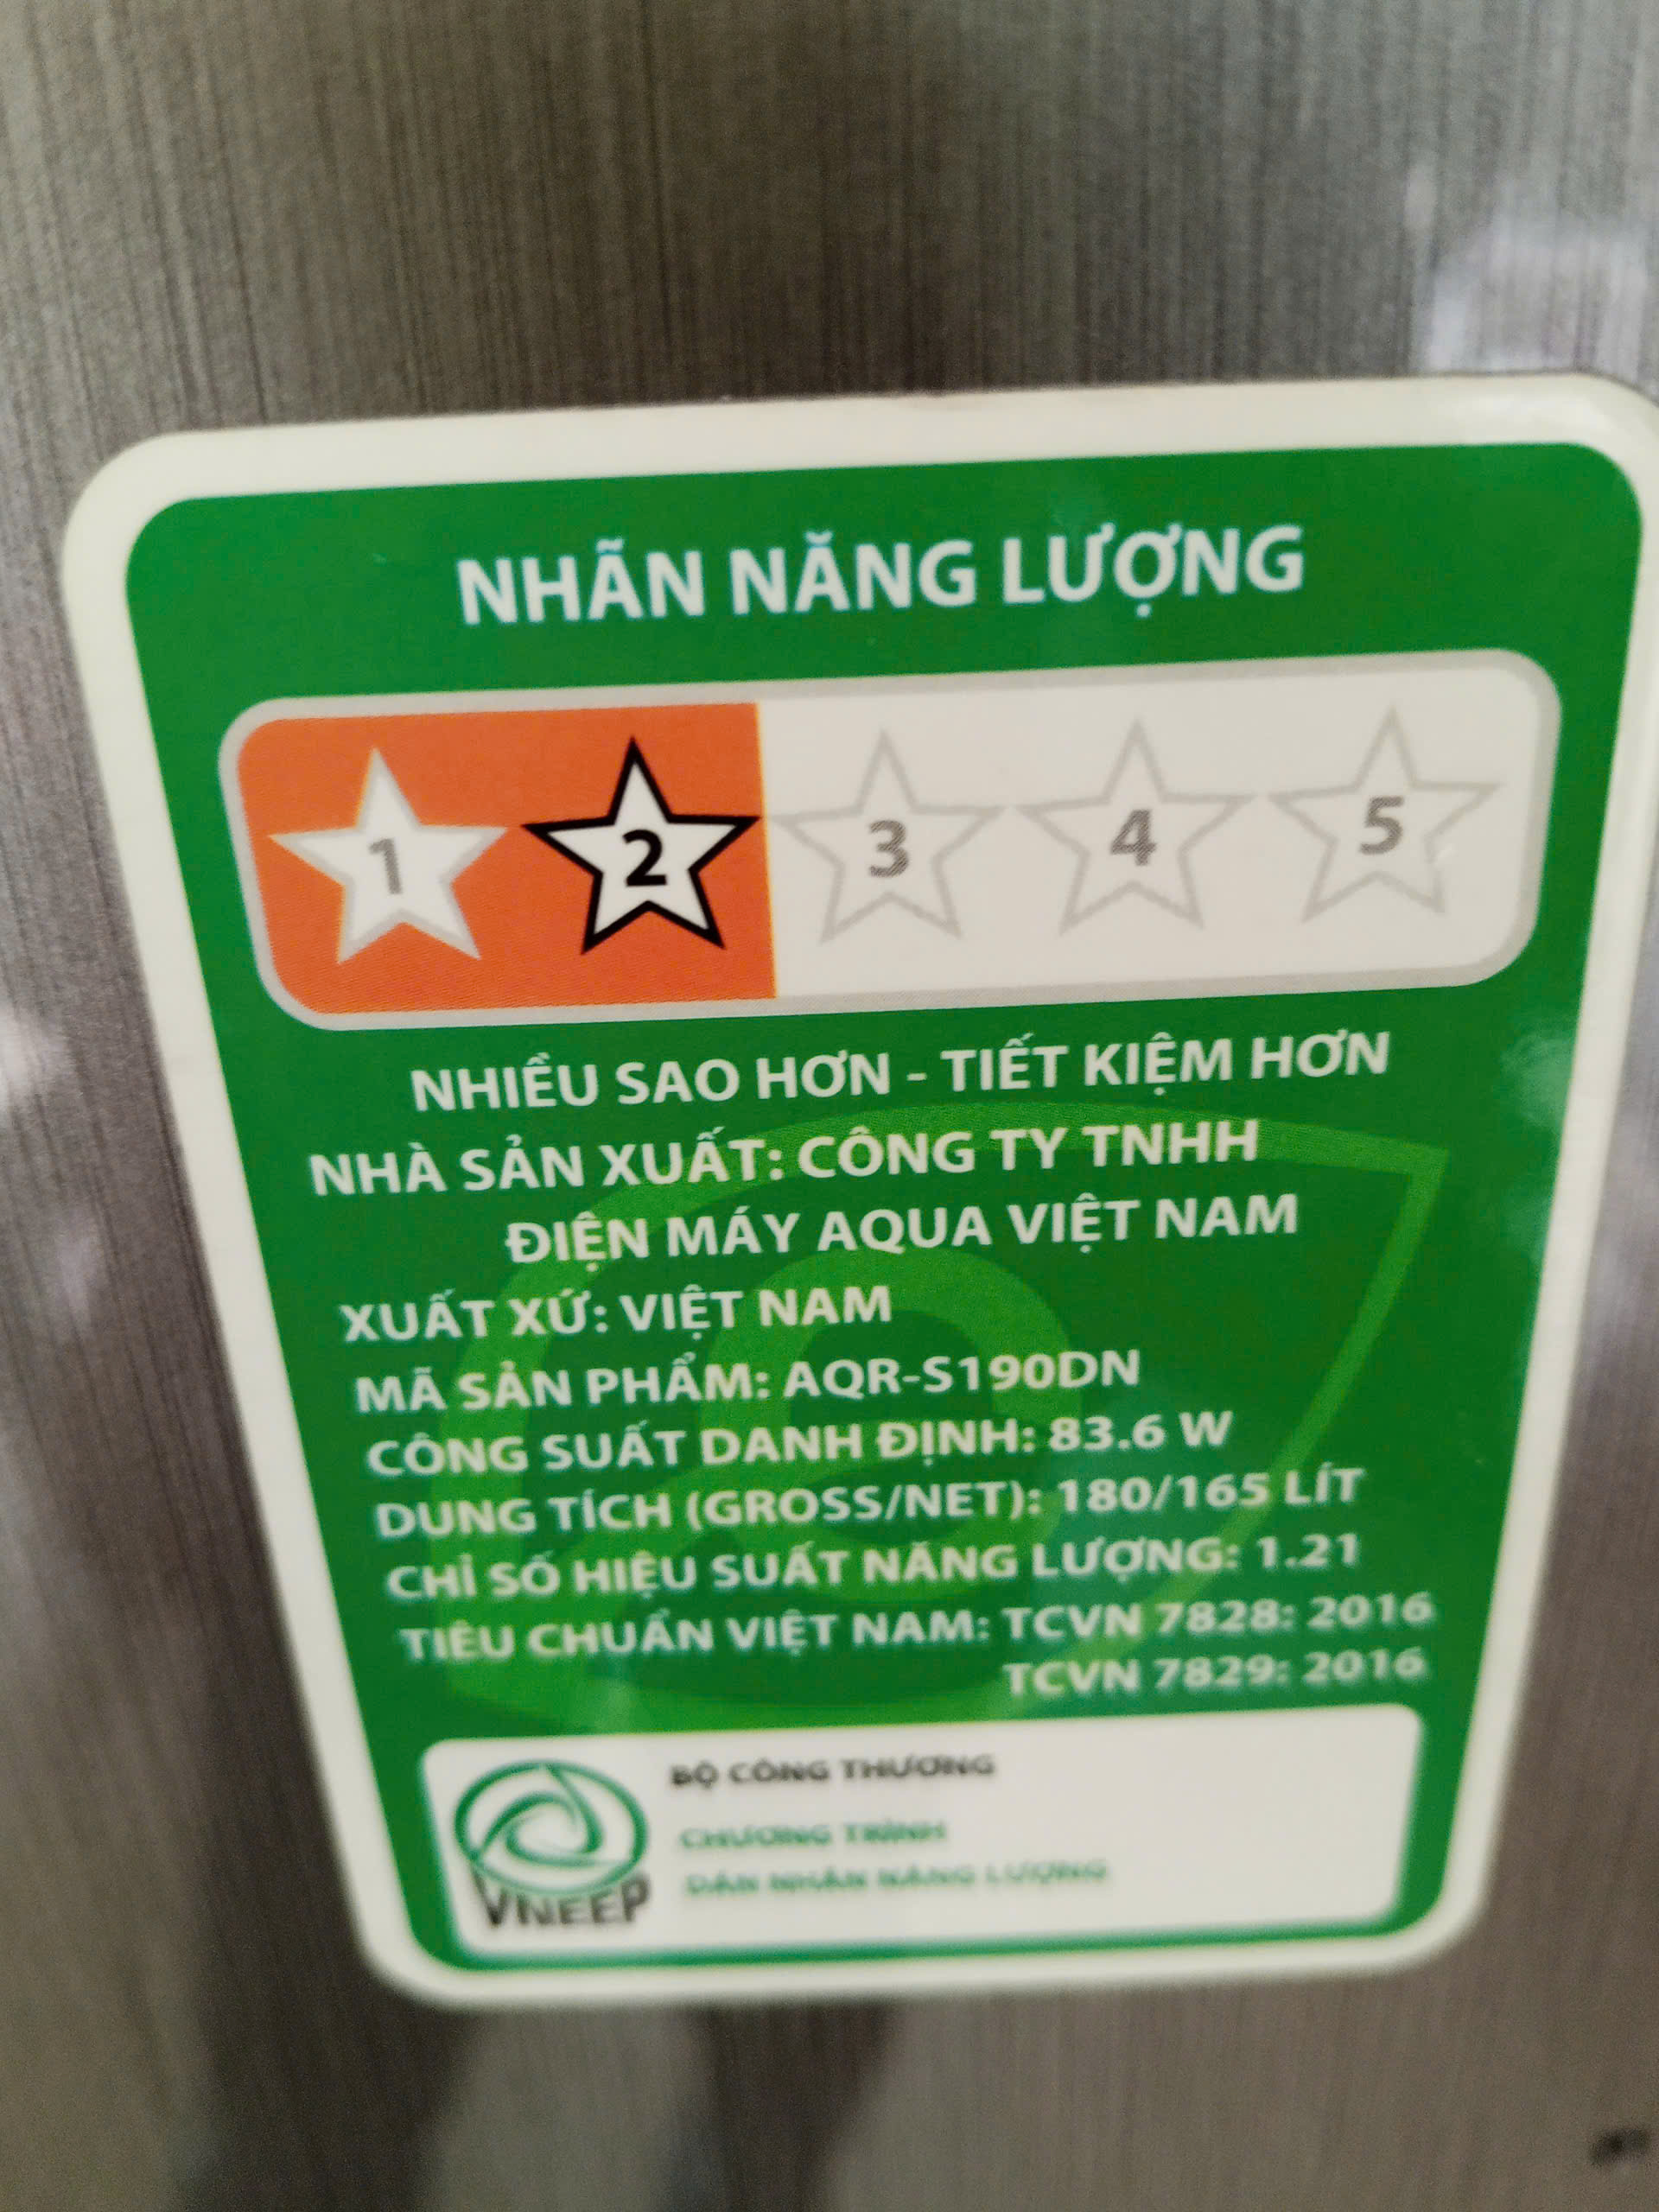 NHÃN NĂNG LƯỢNG
1 2 3 4 5
NHIỀU SAO HƠN - TIẾT KIỆM HƠN
NHÀ SẢN XUẤT: CÔNG TY TNHH
ĐIỆN MÁY AQUA VIỆT NAM
XUẤT XỨ: VIỆT NAM
MÃ SẢN PHẨM: AQR-S190DN
CÔNG SUẤT DANH ĐỊNH: 83.6 W
DUNG TÍCH (GROSS/NET): 180/165 LÍT
CHỈ SỐ HIỆU SUẤT NĂNG LƯỢNG: 1.21
TIÊU CHUẨN VIỆT NAM: TCVN 7828: 2016
TCVN 7829: 2016
BỘ CÔNG THƯƠNG
CHƯƠNG TRÌNH
DÁN NHÃN NĂNG LƯỢNG
VNEEP